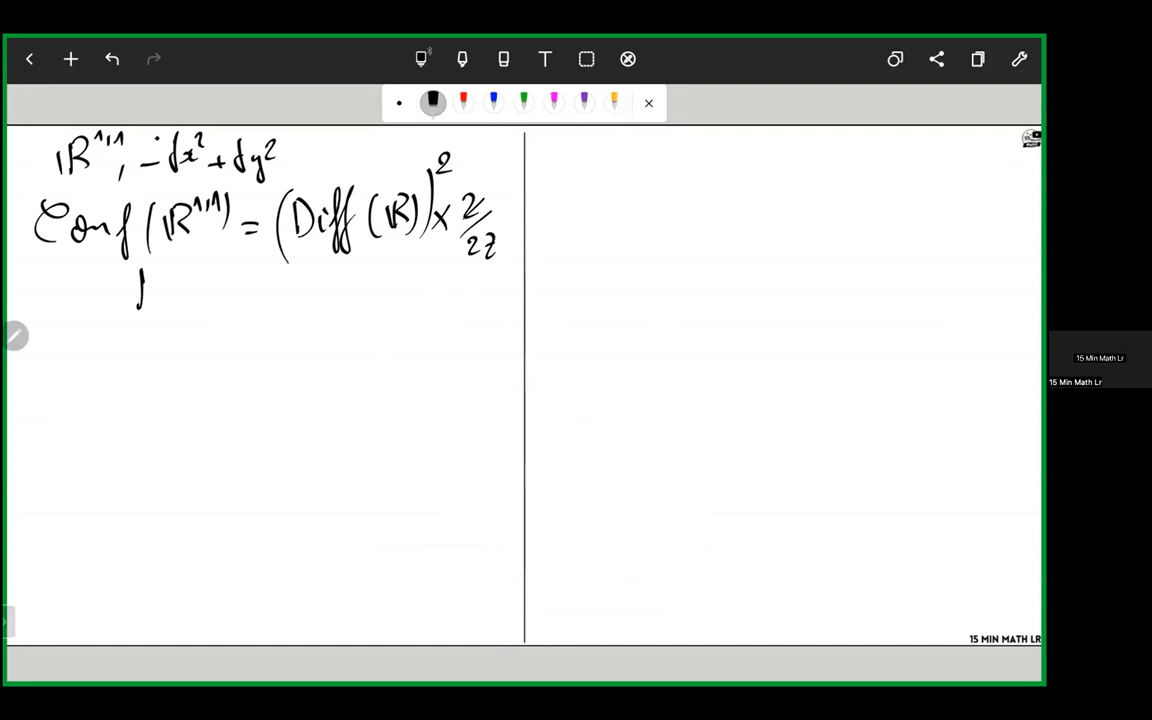 ℝ^{1,1}, -dx² + dy²
Conf(ℝ^{1,1}) = (Diff(ℝ))² × ℤ/2ℤ
15 Min Math Lr
15 Min Math Lr
15 MIN MATH LR